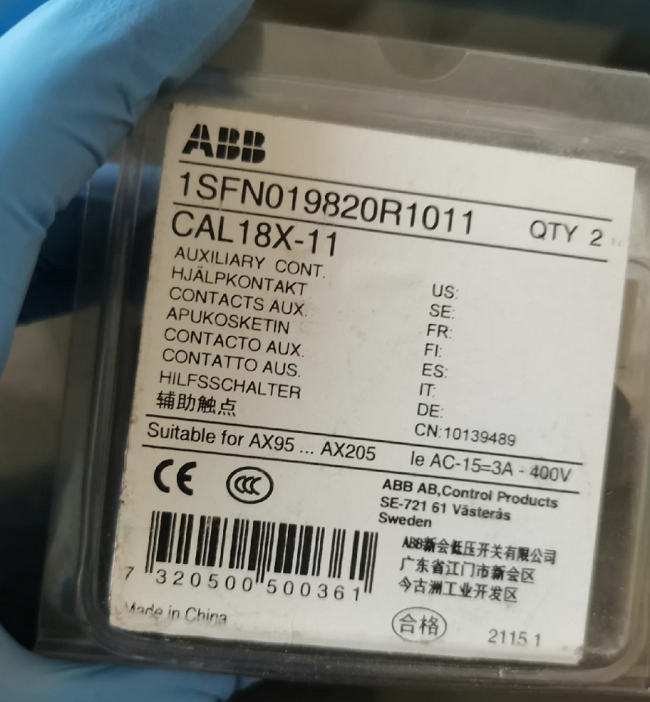 ABB
1SFN019820R1011 QTY 2
CAL18X-11
AUXILIARY CONT. US:
HJÄLPKONTAKT SE:
CONTACTS AUX. FR:
APUKOSKETIN FI:
CONTACTO AUX. ES:
CONTATTO AUS. IT:
HILFSSCHALTER DE:
辅助触点 CN:10139489
Suitable for AX95 ... AX205 Ie AC-15=3A - 400V
CE CCC
ABB AB,Control Products
SE-721 61 Västerås
Sweden
ABB新会低压开关有限公司
广东省江门市新会区
今古洲工业开发区
7 320500 500361
Made in China
合格 2115 1